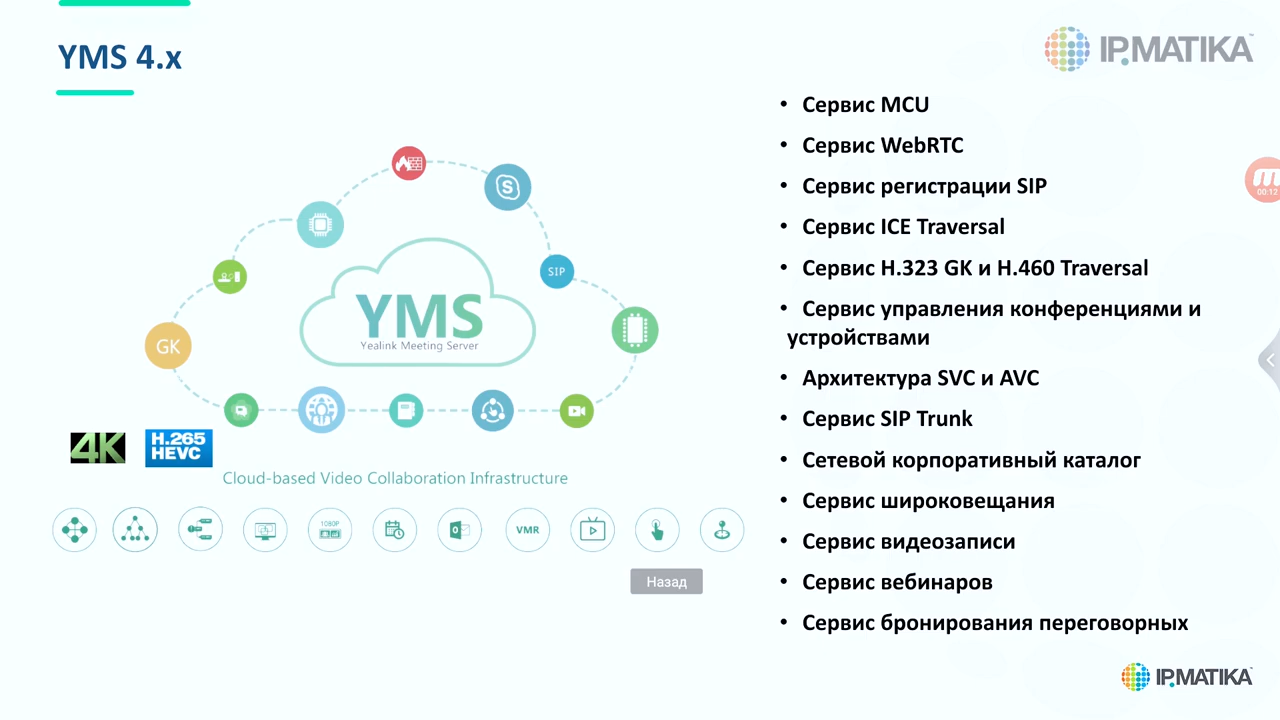 YMS 4.x
IPMATIKA
• Сервис MCU
• Сервис WebRTC
• Сервис регистрации SIP
• Сервис ICE Traversal
• Сервис H.323 GK и H.460 Traversal
• Сервис управления конференциями и
устройствами
• Архитектура SVC и AVC
• Сервис SIP Trunk
• Сетевой корпоративный каталог
• Сервис широковещания
• Сервис видеозаписи
• Сервис вебинаров
• Сервис бронирования переговорных
S
SIP
GK
YMS
Yealink Meeting Server
4K
H.265
HEVC
Cloud-based Video Collaboration Infrastructure
1080P
VMR
Назад
00:12
IPMATIKA